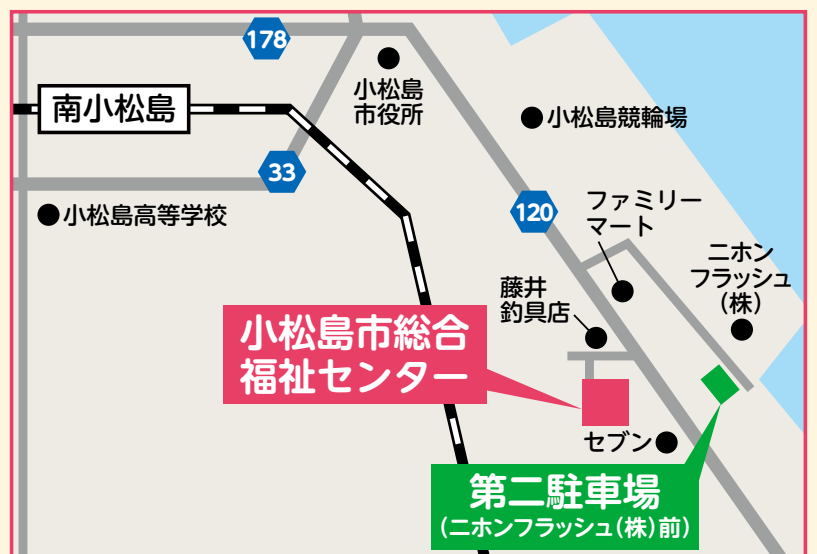 178
小松島
市役所
南小松島
小松島競輪場
33
小松島高等学校
120
ファミリー
マート
ニホン
フラッシュ
(株)
藤井
釣具店
小松島市総合
福祉センター
セブン
第二駐車場
(ニホンフラッシュ(株)前)